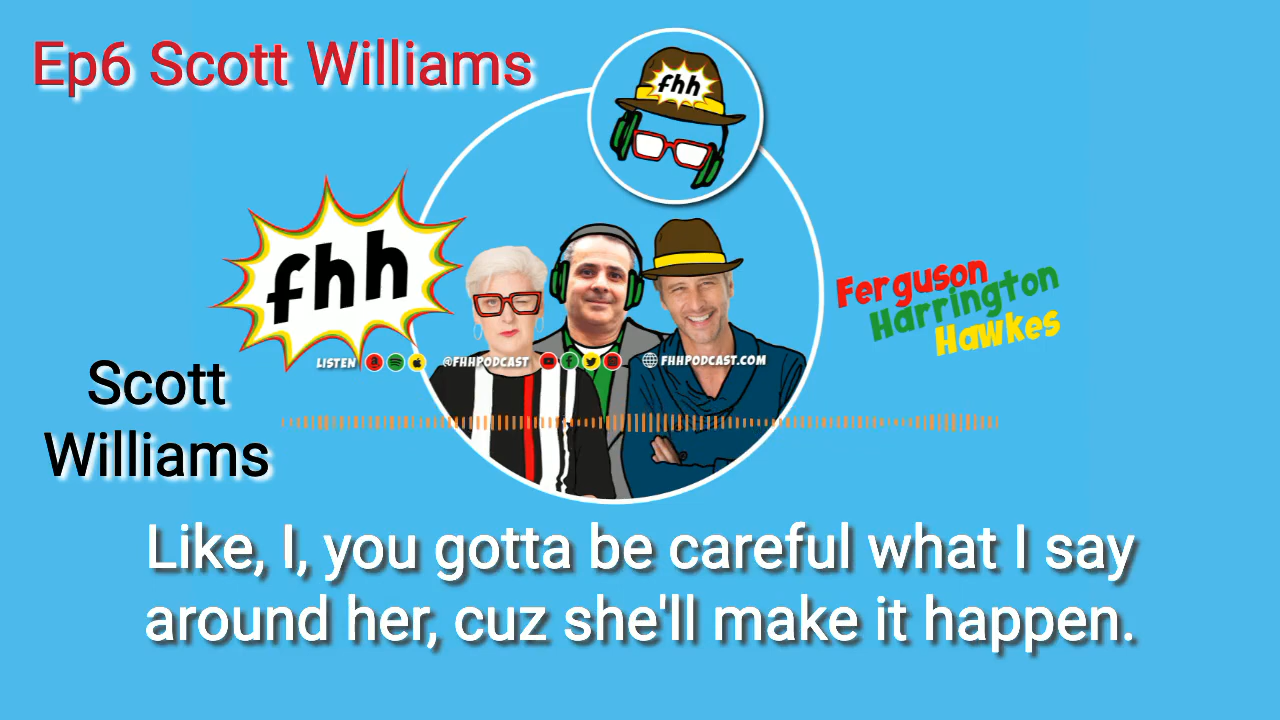 Ep6 Scott Williams
fhh
fhh
Ferguson
Harrington
Hawkes
LISTEN @FHHPODCAST FHHPODCAST.COM
Scott
Williams
Like, I, you gotta be careful what I say
around her, cuz she'll make it happen.